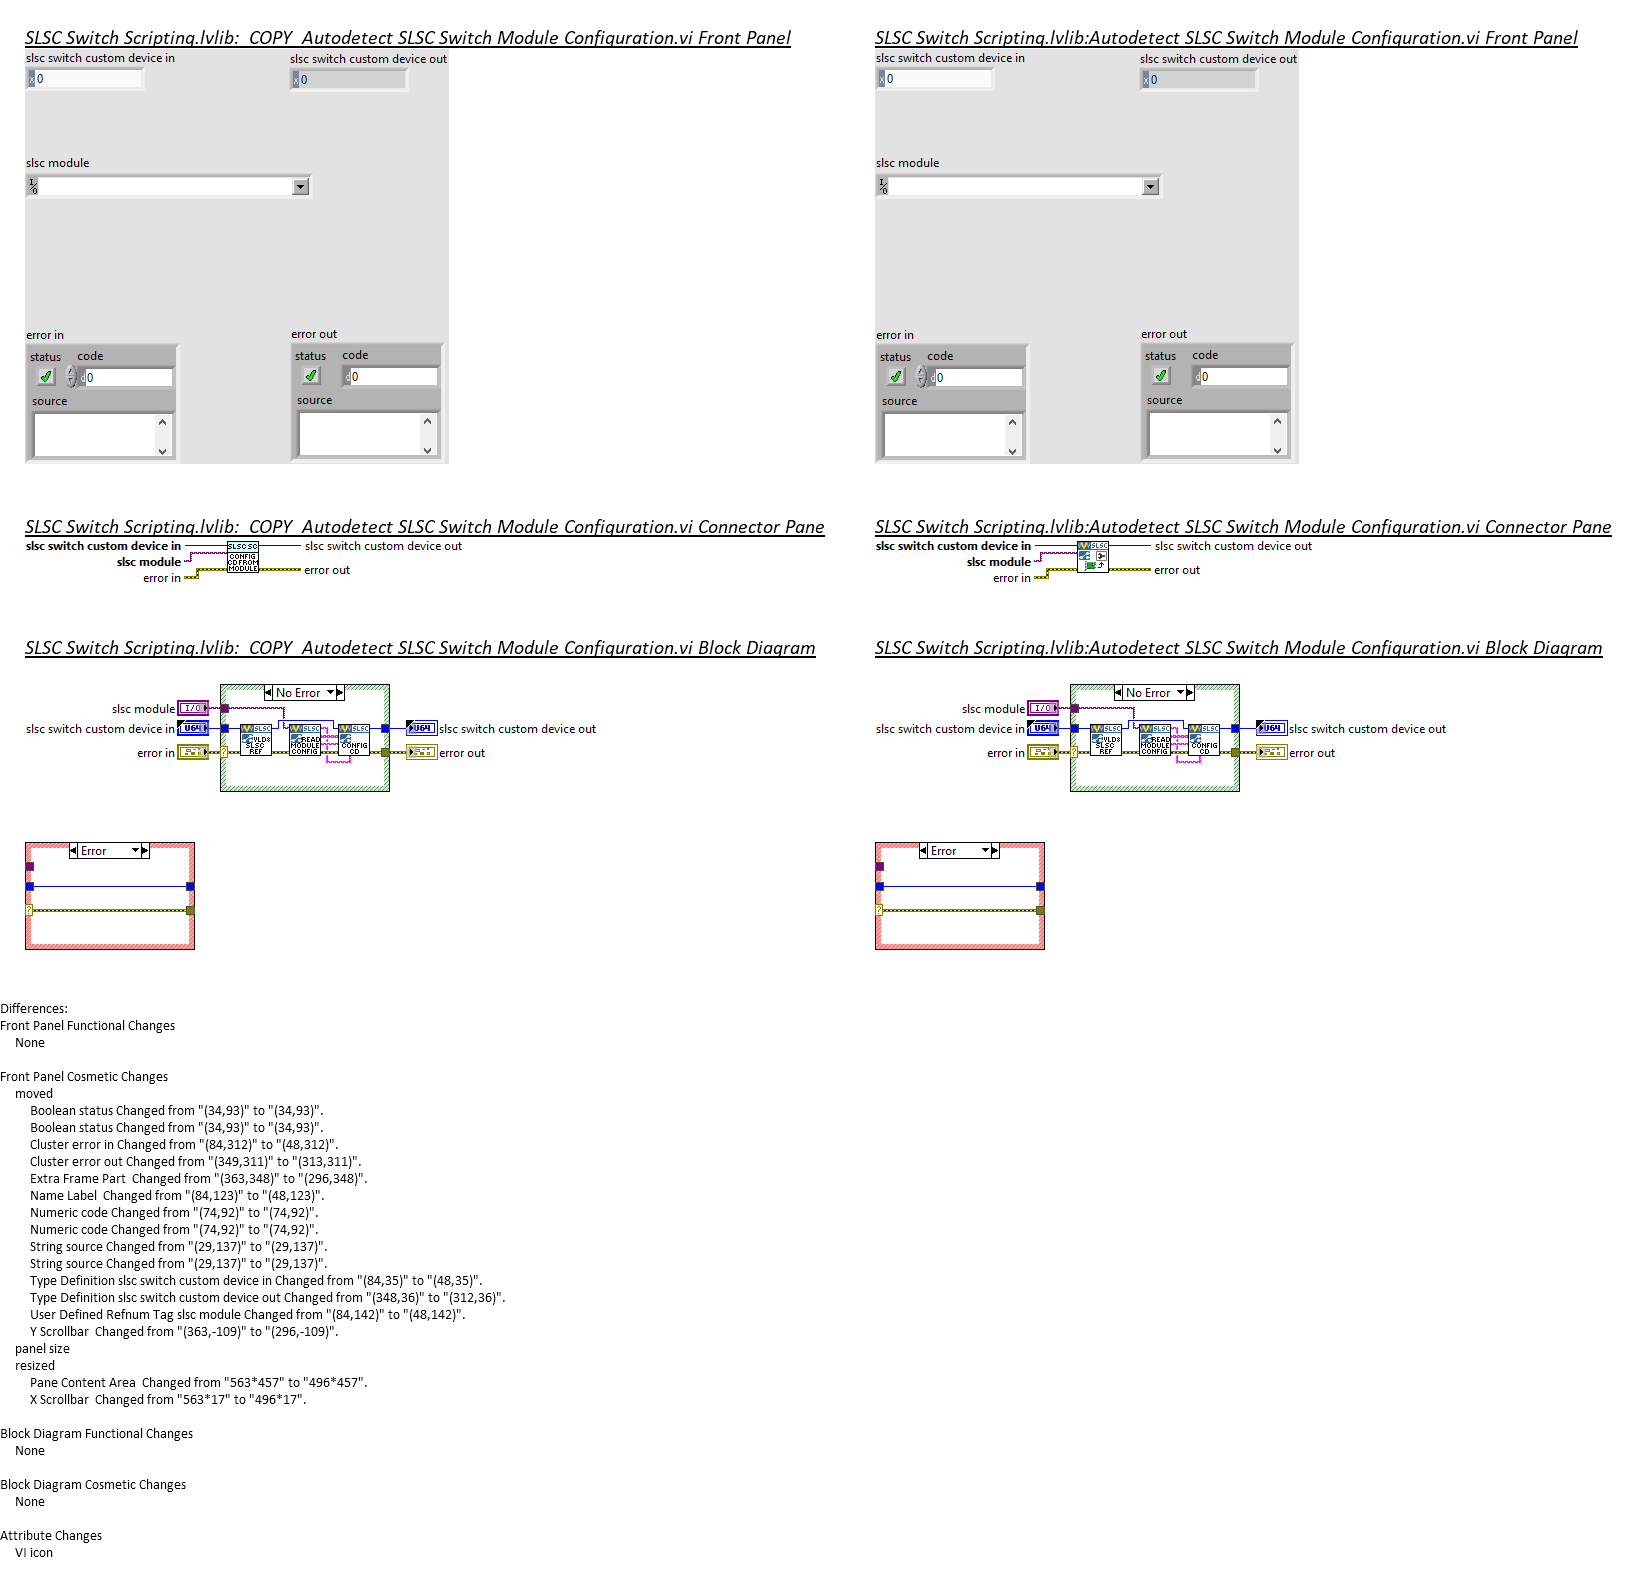 SLSC Switch Scripting.lvlib:_COPY_Autodetect SLSC Switch Module Configuration.vi Front Panel
slsc switch custom device in
slsc switch custom device out
x 0
x 0
slsc module
I/O
error in
error out
status code
status code
d 0
d 0
source
source
SLSC Switch Scripting.lvlib:Autodetect SLSC Switch Module Configuration.vi Front Panel
slsc switch custom device in
slsc switch custom device out
x 0
x 0
slsc module
I/O
error in
error out
status code
status code
d 0
d 0
source
source
SLSC Switch Scripting.lvlib:_COPY_Autodetect SLSC Switch Module Configuration.vi Connector Pane
slsc switch custom device in
SLSC SC
slsc switch custom device out
slsc module
CONFIG
CD FROM
MODULE
error in
error out
SLSC Switch Scripting.lvlib:Autodetect SLSC Switch Module Configuration.vi Connector Pane
slsc switch custom device in
SLSC
slsc switch custom device out
slsc module
error in
error out
SLSC Switch Scripting.lvlib:_COPY_Autodetect SLSC Switch Module Configuration.vi Block Diagram
No Error
slsc module
I/O
slsc switch custom device in
U64
SLSC
VLD8
SLSC
REF
SLSC
READ
MODULE
CONFIG
SLSC
CONFIG
CD
U64
slsc switch custom device out
error in
?
error out
Error
?
SLSC Switch Scripting.lvlib:Autodetect SLSC Switch Module Configuration.vi Block Diagram
No Error
slsc module
I/O
slsc switch custom device in
U64
SLSC
VLD8
SLSC
REF
SLSC
READ
MODULE
CONFIG
SLSC
CONFIG
CD
U64
slsc switch custom device out
error in
?
error out
Error
?
Differences:
Front Panel Functional Changes
None
Front Panel Cosmetic Changes
moved
Boolean status Changed from "(34,93)" to "(34,93)".
Boolean status Changed from "(34,93)" to "(34,93)".
Cluster error in Changed from "(84,312)" to "(48,312)".
Cluster error out Changed from "(349,311)" to "(313,311)".
Extra Frame Part  Changed from "(363,348)" to "(296,348)".
Name Label  Changed from "(84,123)" to "(48,123)".
Numeric code Changed from "(74,92)" to "(74,92)".
Numeric code Changed from "(74,92)" to "(74,92)".
String source Changed from "(29,137)" to "(29,137)".
String source Changed from "(29,137)" to "(29,137)".
Type Definition slsc switch custom device in Changed from "(84,35)" to "(48,35)".
Type Definition slsc switch custom device out Changed from "(348,36)" to "(312,36)".
User Defined Refnum Tag slsc module Changed from "(84,142)" to "(48,142)".
Y Scrollbar  Changed from "(363,-109)" to "(296,-109)".
panel size
resized
Pane Content Area  Changed from "563*457" to "496*457".
X Scrollbar  Changed from "563*17" to "496*17".
Block Diagram Functional Changes
None
Block Diagram Cosmetic Changes
None
Attribute Changes
VI icon